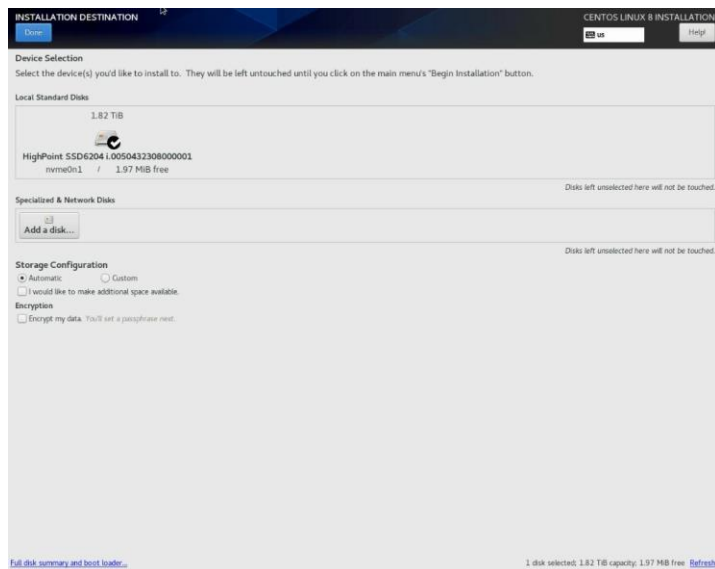 INSTALLATION DESTINATION
CENTOS LINUX 8 INSTALLATION
Done
us
Help!
Device Selection
Select the device(s) you'd like to install to. They will be left untouched until you click on the main menu's "Begin Installation" button.
Local Standard Disks
1.82 TiB
HighPoint SSD6204 i.0050432308000001
nvme0n1 / 1.97 MiB free
Disks left unselected here will not be touched.
Specialized & Network Disks
Add a disk...
Disks left unselected here will not be touched.
Storage Configuration
Automatic Custom
I would like to make additional space available.
Encryption
Encrypt my data. You'll set a passphrase next.
Full disk summary and boot loader...
1 disk selected; 1.82 TiB capacity; 1.97 MiB free Refresh